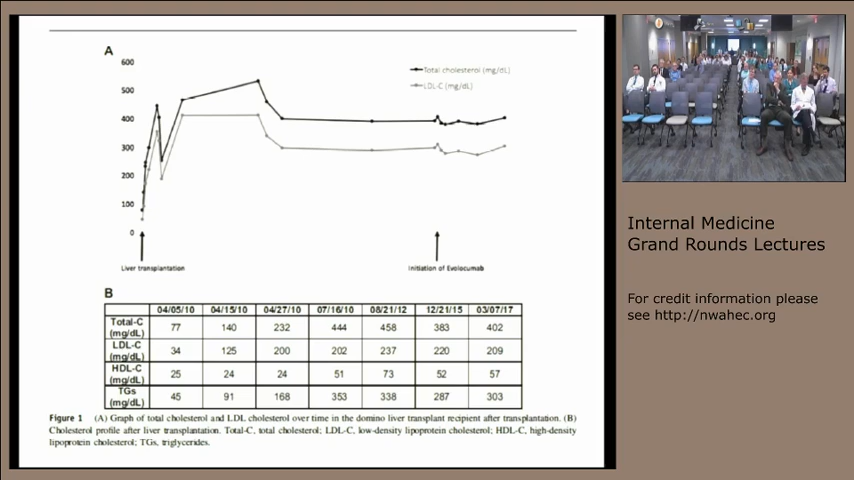 A
600
500
400
300
200
100
0
Total cholesterol (mg/dL)
LDL-C (mg/dL)
Liver transplantation
Initiation of Evolocumab
B
04/05/10 04/15/10 04/27/10 07/16/10 08/21/12 12/21/15 03/07/17
Total-C (mg/dL) 77 140 232 444 458 383 402
LDL-C (mg/dL) 34 125 200 202 237 220 209
HDL-C (mg/dL) 25 24 24 51 73 52 57
TGs (mg/dL) 45 91 168 353 338 287 303
Figure 1 (A) Graph of total cholesterol and LDL cholesterol over time in the domino liver transplant recipient after transplantation. (B)
Cholesterol profile after liver transplantation. Total-C, total cholesterol; LDL-C, low-density lipoprotein cholesterol; HDL-C, high-density
lipoprotein cholesterol; TGs, triglycerides.
Internal Medicine
Grand Rounds Lectures
For credit information please
see http://nwahec.org